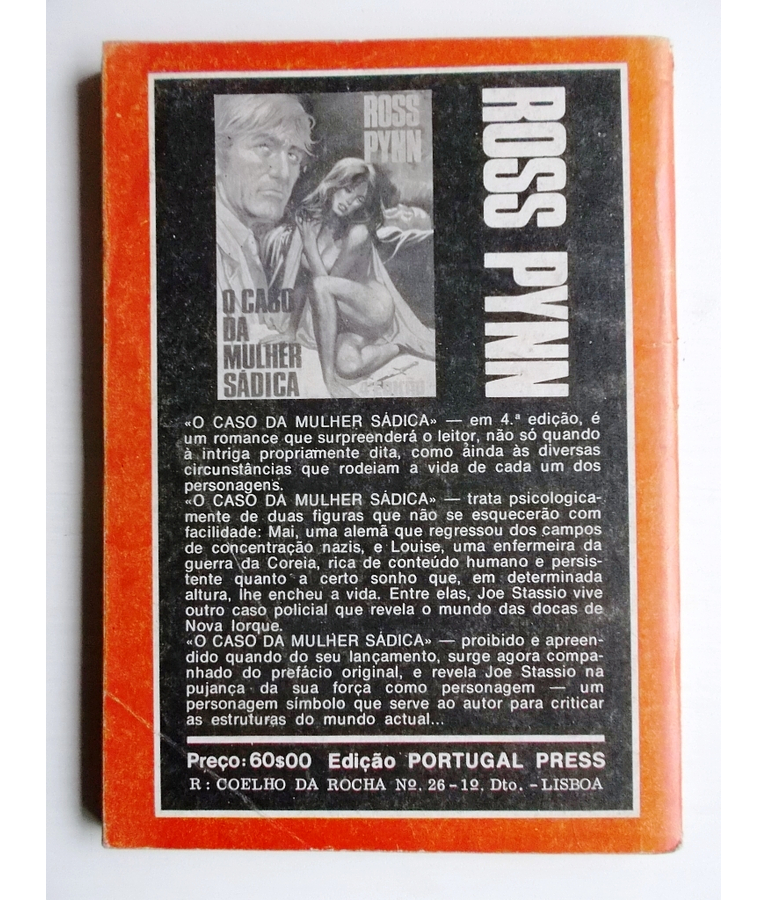 ROSS
PYNN
O CASO
DA
MULHER
SÁDICA
ROSS PYNN
«O CASO DA MULHER SÁDICA» — em 4.ª edição, é
um romance que surpreenderá o leitor, não só quando
à intriga propriamente dita, como ainda às diversas
circunstâncias que rodeiam a vida de cada um dos
personagens.
«O CASO DA MULHER SÁDICA» — trata psicologica-
mente de duas figuras que não se esquecerão com
facilidade: Mai, uma alemã que regressou dos campos
de concentração nazis, e Louise, uma enfermeira da
guerra da Coreia, rica de conteúdo humano e persis-
tente quanto a certo sonho que, em determinada
altura, lhe encheu a vida. Entre elas, Joe Stassio vive
outro caso policial que revela o mundo das docas de
Nova Iorque.
«O CASO DA MULHER SÁDICA» — proibido e apreen-
dido quando do seu lançamento, surge agora compa-
nhado do prefácio original, e revela Joe Stassio na
pujança da sua força como personagem — um
personagem símbolo que serve ao autor para criticar
as estruturas do mundo actual...
Preço: 60$00 Edição PORTUGAL PRESS
R: COELHO DA ROCHA Nº. 26-1º. Dto. - LISBOA